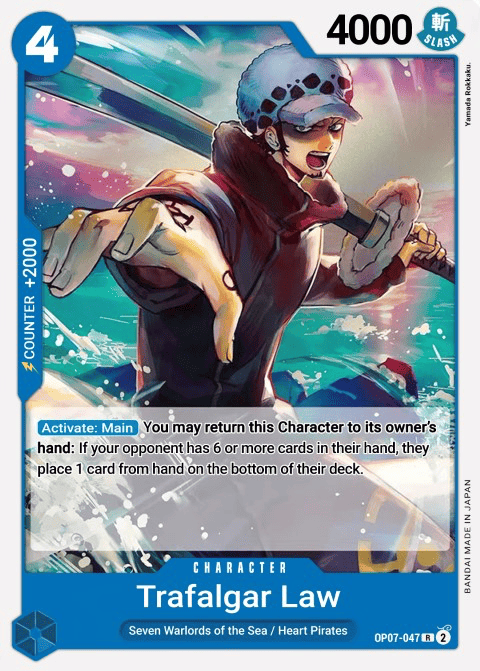 4
4000
斬
SLASH
Yamada Rokkaku.
COUNTER +2000
Activate: Main You may return this Character to its owner's
hand: If your opponent has 6 or more cards in their hand, they
place 1 card from hand on the bottom of their deck.
BANDAI MADE IN JAPAN
CHARACTER
Trafalgar Law
Seven Warlords of the Sea / Heart Pirates
OP07-047 R 2